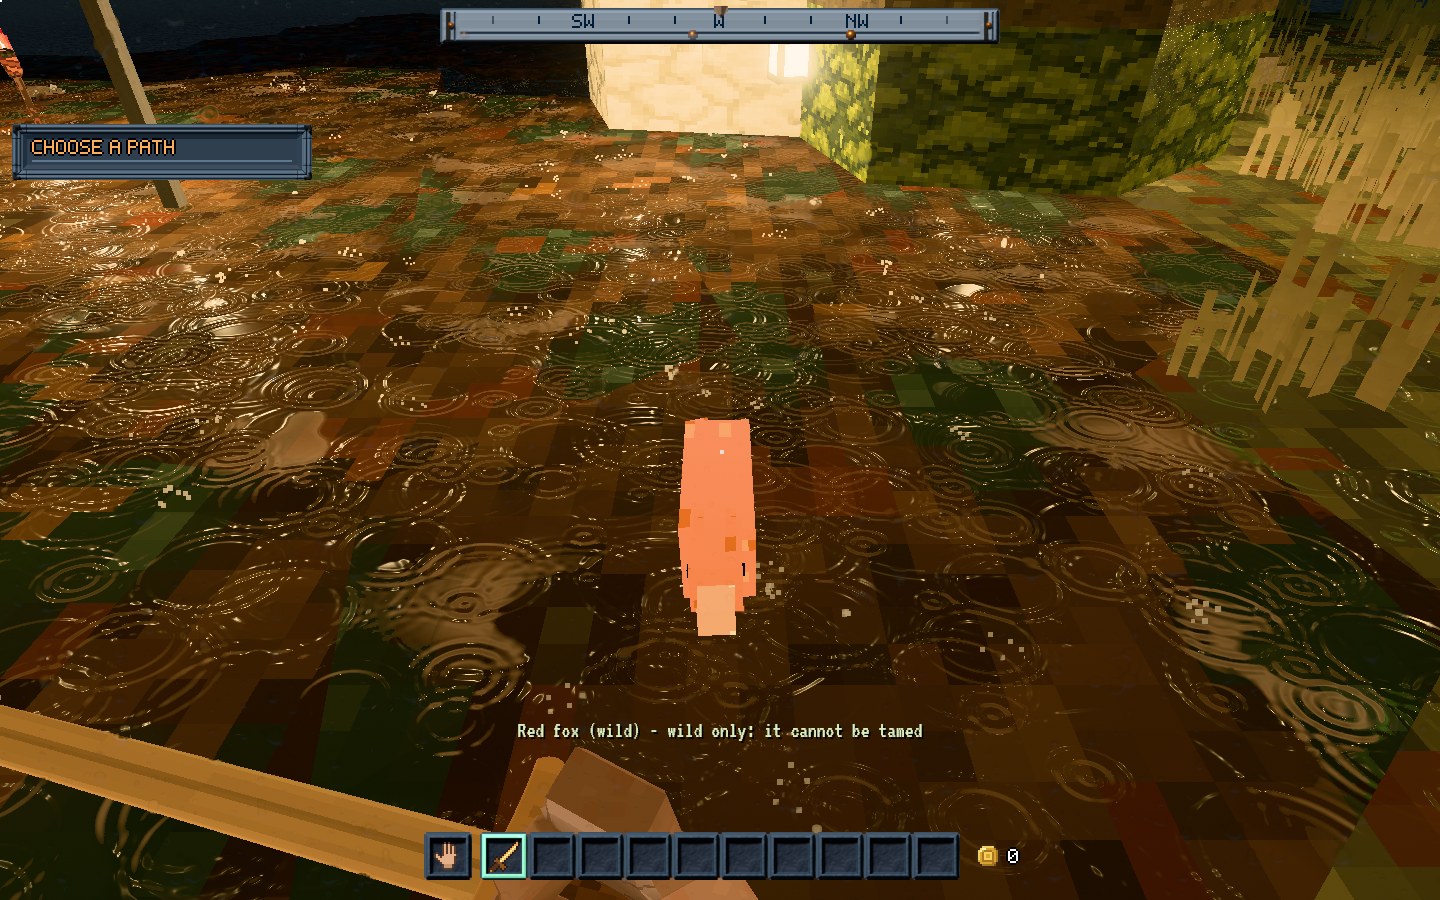 SW W NW
CHOOSE A PATH
Red fox (wild) - wild only: it cannot be tamed
0